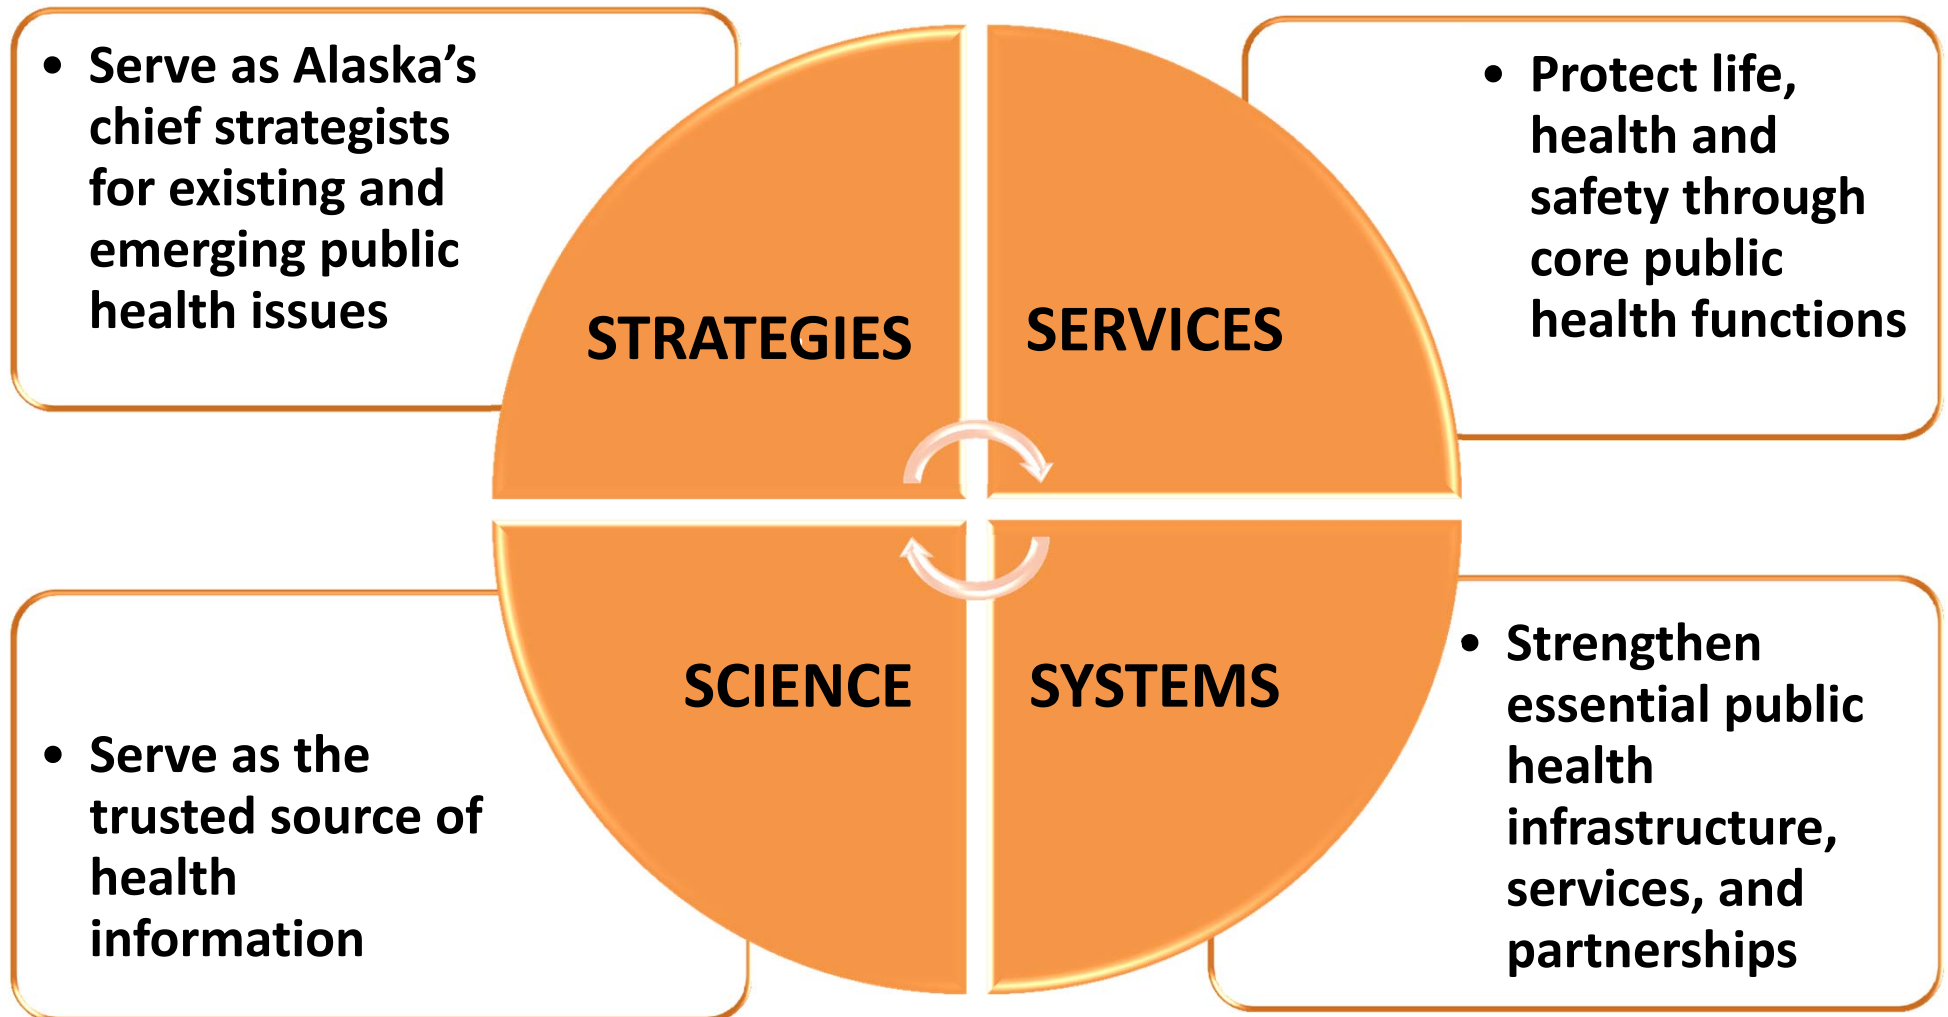 • Serve as Alaska’s
chief strategists
for existing and
emerging public
health issues
STRATEGIES
SERVICES
• Protect life,
health and
safety through
core public
health functions
• Serve as the
trusted source of
health
information
SCIENCE
SYSTEMS
• Strengthen
essential public
health
infrastructure,
services, and
partnerships